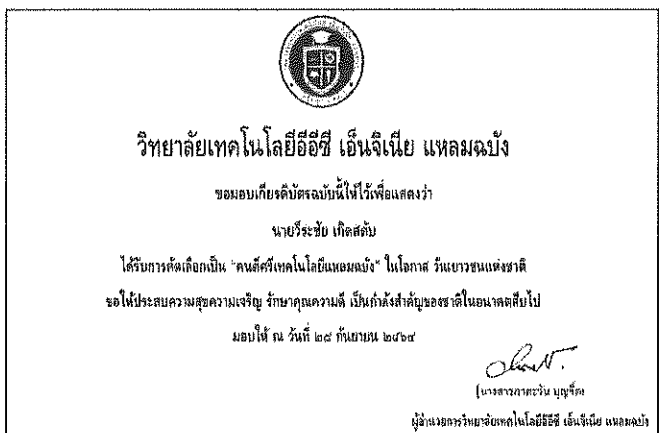 วิทยาลัยเทคโนโลยีอีอีซี เอ็นจิเนีย แหลมฉบัง
ขอมอบเกียรติบัตรฉบับนี้ให้ไว้เพื่อแสดงว่า
นายวีระชัย เกิดสดับ
ได้รับการคัดเลือกเป็น "คนดีศรีเทคโนโลยีแหลมฉบัง" ในโอกาส วันเยาวชนแห่งชาติ
ขอให้ประสบความสุขความเจริญ รักษาคุณความดี เป็นกำลังสำคัญของชาติในอนาคตสืบไป
มอบให้ ณ วันที่ ๒๘ กันยายน ๒๕๖๔
ผู้อำนวยการวิทยาลัยเทคโนโลยีอีอีซี เอ็นจิเนีย แหลมฉบัง